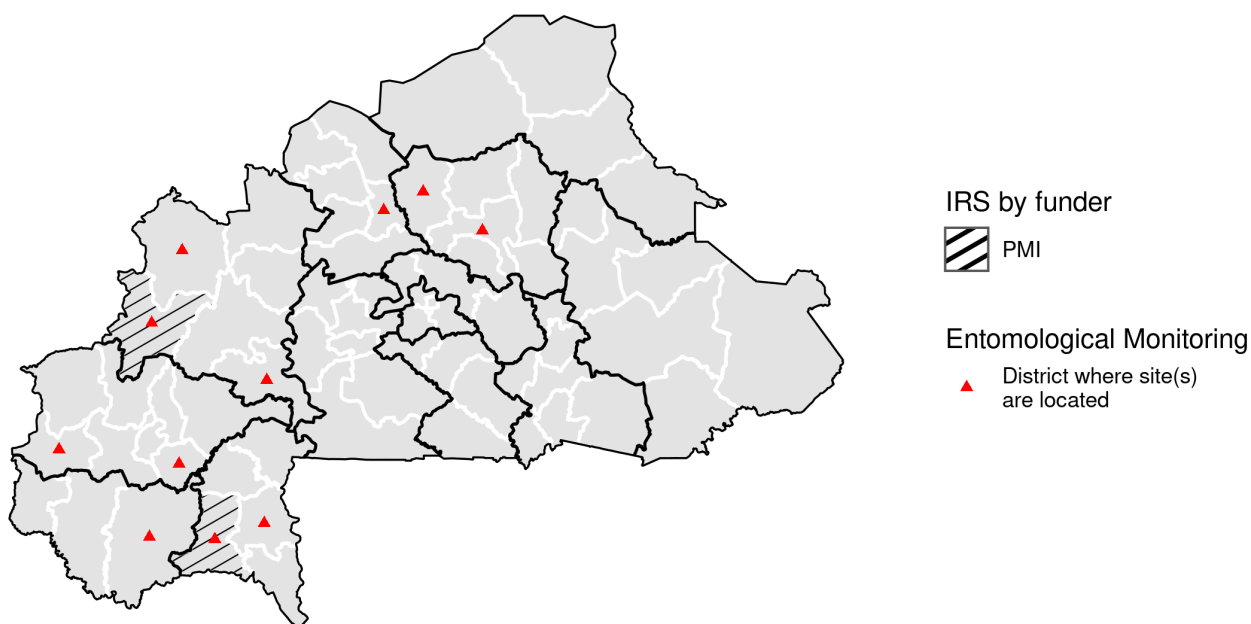 IRS by funder
PMI
Entomological Monitoring
District where site(s)
are located